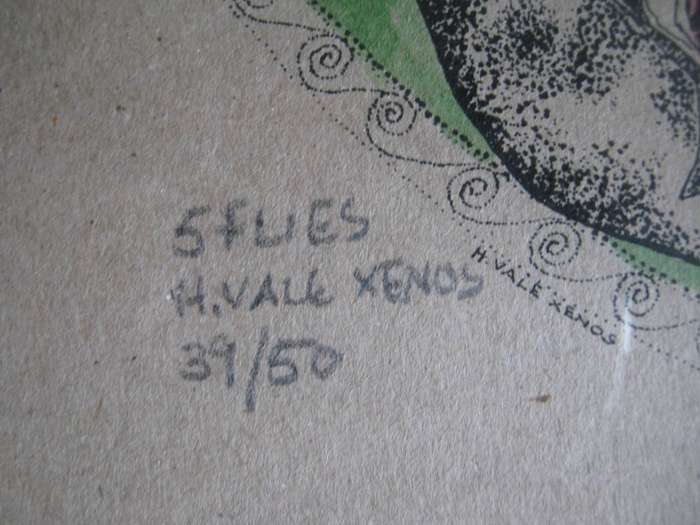 5 FLIES
H. VALE XENOS
39/50
H. VALE XENOS